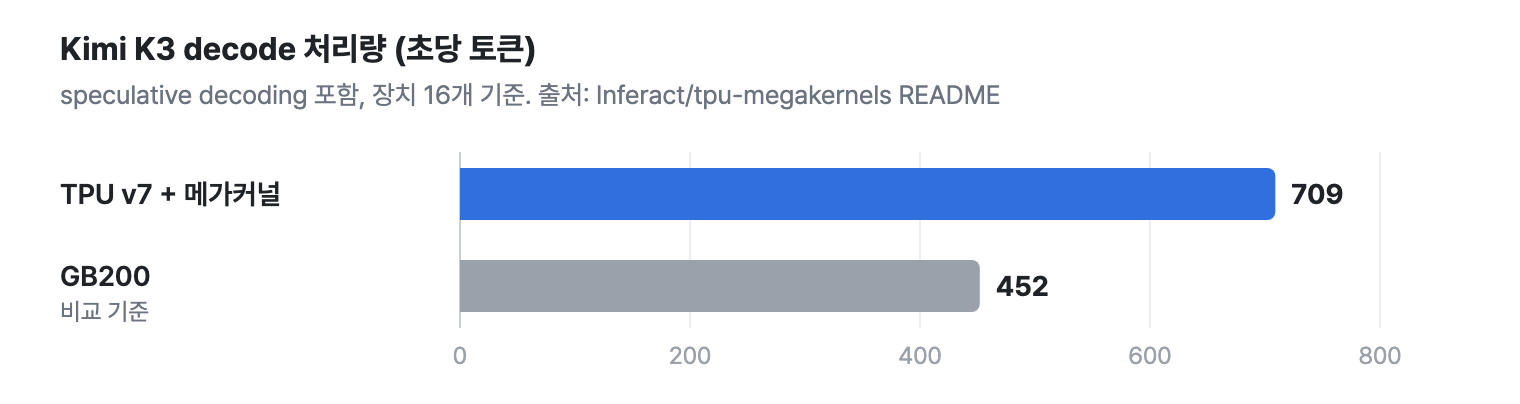 Kimi K3 decode 처리량 (초당 토큰)
speculative decoding 포함, 장치 16개 기준. 출처: Inferact/tpu-megakernels README
TPU v7 + 메가커널
709
GB200
비교 기준
452
0 200 400 600 800